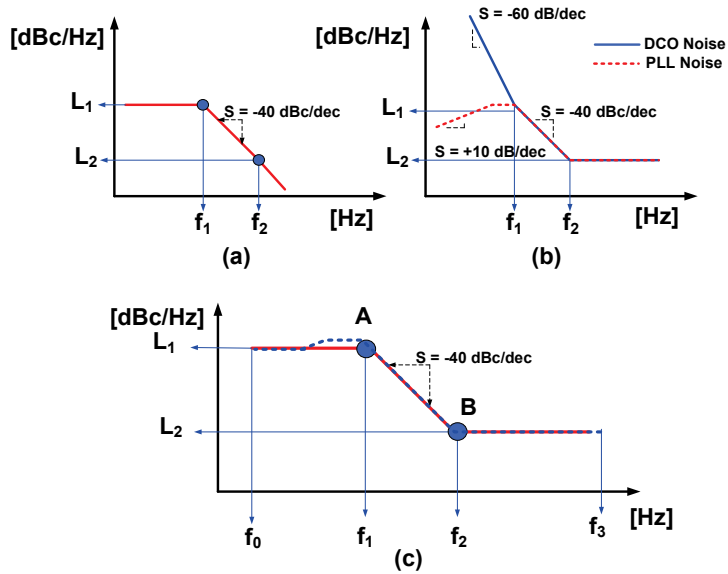 [dBc/Hz]
L1
S = -40 dBc/dec
L2
f1
f2
[Hz]
(a)
[dBc/Hz]
S = -60 dB/dec
DCO Noise
PLL Noise
L1
S = -40 dBc/dec
S = +10 dB/dec
L2
f1
f2
[Hz]
(b)
[dBc/Hz]
A
L1
S = -40 dBc/dec
B
L2
[Hz]
f0
f1
f2
f3
(c)